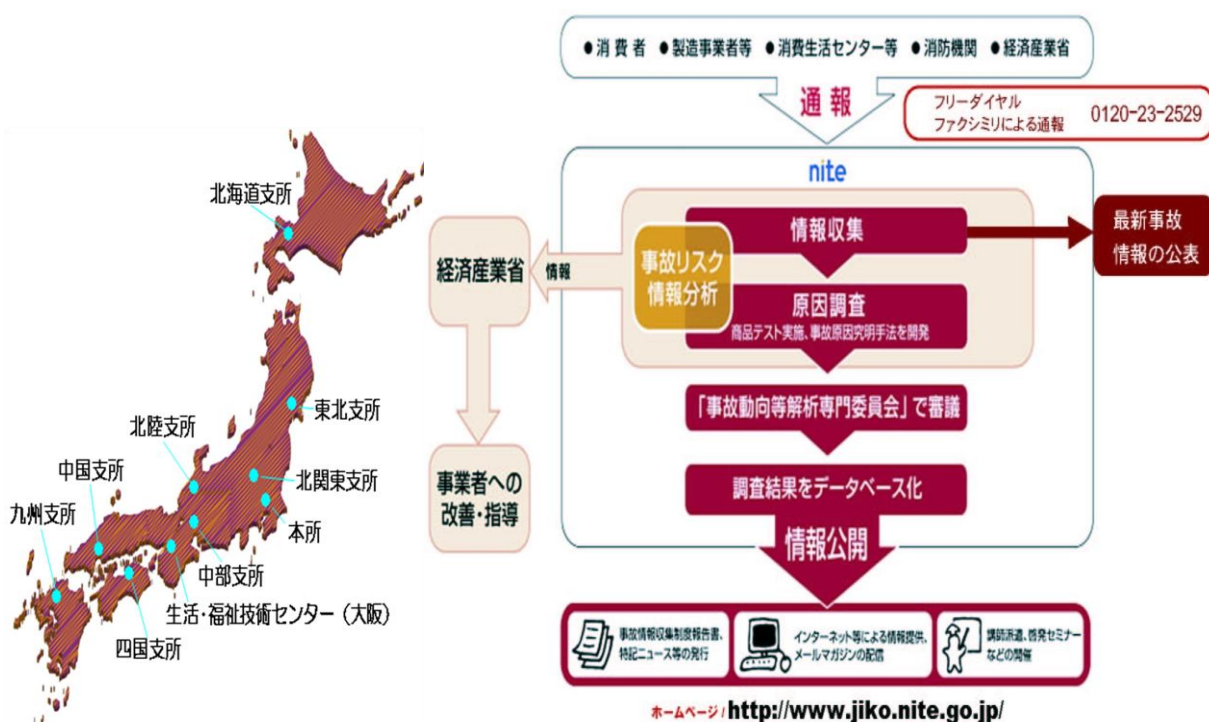 北海道支所
東北支所
北陸支所
北関東支所
中国支所
九州支所
本所
中部支所
生活・福祉技術センター（大阪）
四国支所
●消費者 ●製造事業者等 ●消費生活センター等 ●消防機関 ●経済産業省
通報
フリーダイヤル
ファクシミリによる通報 0120-23-2529
nite
情報収集
最新事故
情報の公表
事故リスク
情報分析
情報
経済産業省
原因調査
商品テスト実施、事故原因究明手法を開発
「事故動向等解析専門委員会」で審議
事業者への
改善・指導
調査結果をデータベース化
情報公開
事故情報収集制度報告書、
特記ニュース等の発行
インターネット等による情報提供、
メールマガジンの配信
講師派遣、啓発セミナー
などの開催
ホームページ/http://www.jiko.nite.go.jp/